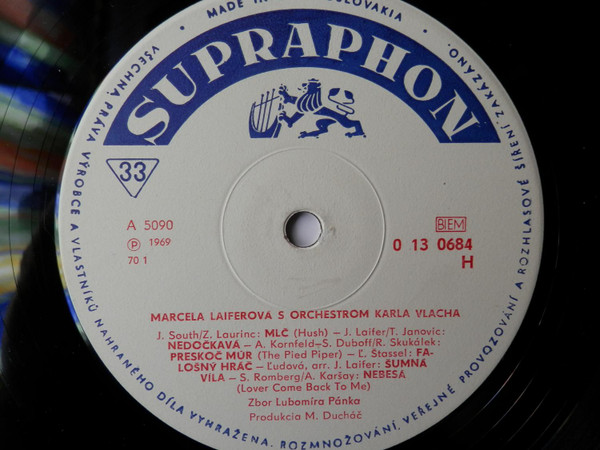 • MADE IN
OSLOVAKIA •
VŠECHNA PRÁVA VÝROBCE A VLASTNÍKŮ NAHRANÉHO DÍLA VYHRAŽENA. ROZMNOŽOVÁNÍ, VEŘEJNÉ PROVOZOVÁNÍ A ROZHLASOVÉ ŠÍŘENÍ ZAKÁZÁNO.
SUPRAPHON
33
A 5090
Ⓟ 1969
70 1
BIEM
0 13 0684
H
MARCELA LAIFEROVÁ S ORCHESTROM KARLA VLACHA
J. South/Z. Laurinc: MLČ (Hush) — J. Laifer/T. Janovic:
NEDOČKAVÁ — A. Kornfeld-S. Duboff/R. Skukálek:
PRESKOČ MÚR (The Pied Piper) — Ľ. Štassel: FA-
LOŠNÝ HRÁČ — Ľudová, arr. J. Laifer: ŠUMNÁ
VILA — S. Romberg/A. Karšay: NEBESÁ
(Lover Come Back To Me)
Zbor Lubomíra Pánka
Produkcia M. Ducháč